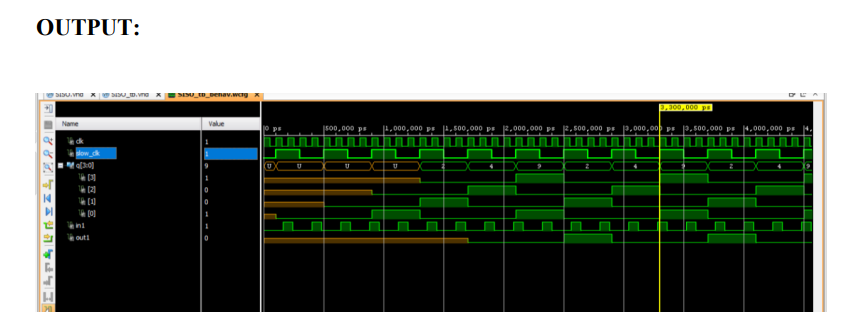 OUTPUT:
SISO.vhd × SISO_tb.vhd × SISO_tb_behav.wcfg ×
3,300,000 ps
Name Value
0 ps 500,000 ps 1,000,000 ps 1,500,000 ps 2,000,000 ps 2,500,000 ps 3,000,000 ps 3,500,000 ps 4,000,000 ps 4,
clk 1
slow_clk 1
q[3:0] 9 U U U U 2 4 9 2 4 9 2 4 9
[3] 1
[2] 0
[1] 0
[0] 1
in1 1
out1 0